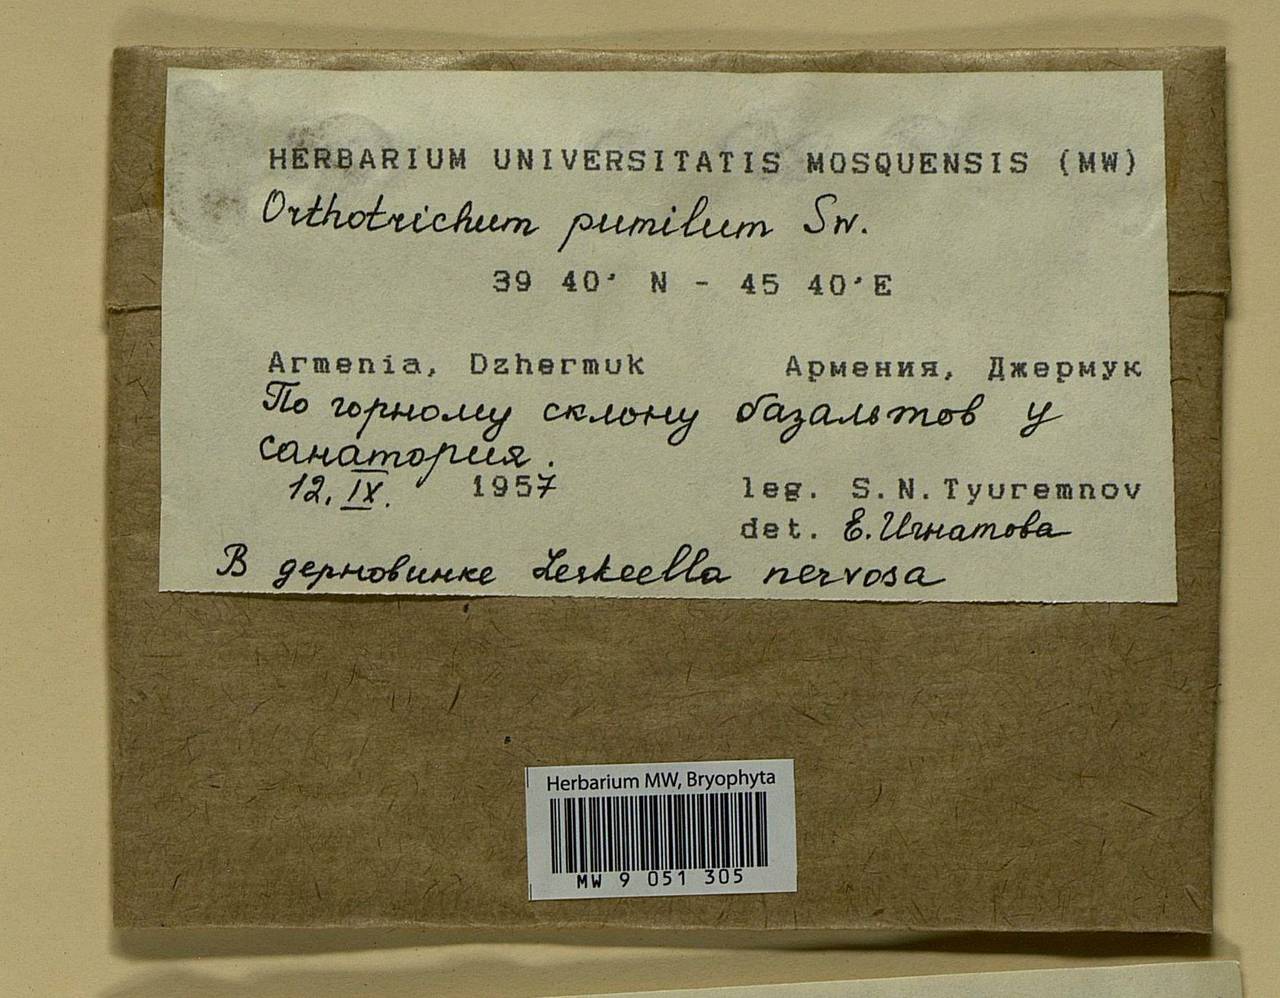 HERBARIUM UNIVERSITATIS MOSQUENSIS (MW)
Orthotrichum pumilum Sw.
39 40' N - 45 40'E
Armenia, Dzhermuk Армения, Джермук
По горному склону базальтов у
санатория.
12. IX. 1957 leg. S.N.Tyuremnov
det. Е. Игнатова
В дерновинке Leskeella nervosa
Herbarium MW, Bryophyta
MW 9 051 305